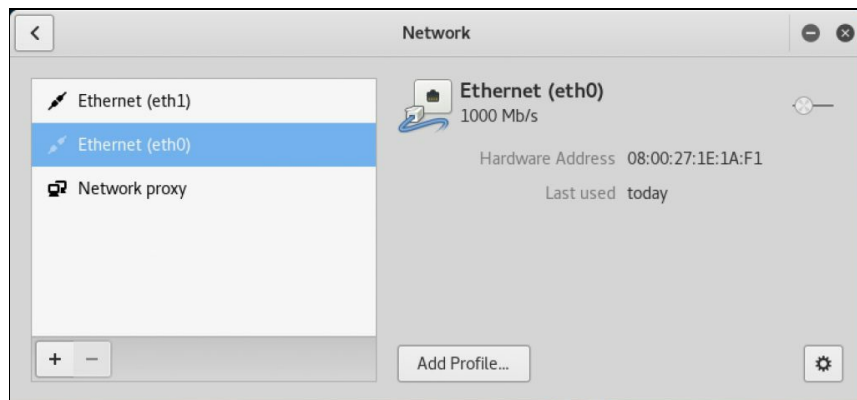 Network
Ethernet (eth1)
Ethernet (eth0)
Network proxy
Ethernet (eth0)
1000 Mb/s
Hardware Address 08:00:27:1E:1A:F1
Last used today
Add Profile...